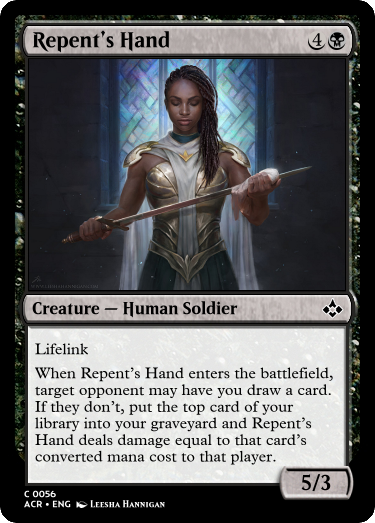 Repent's Hand 4
Creature — Human Soldier
Lifelink
When Repent's Hand enters the battlefield,
target opponent may have you draw a card.
If they don't, put the top card of your
library into your graveyard and Repent's
Hand deals damage equal to that card's
converted mana cost to that player.
5/3
C 0056
ACR • ENG LEESHA HANNIGAN